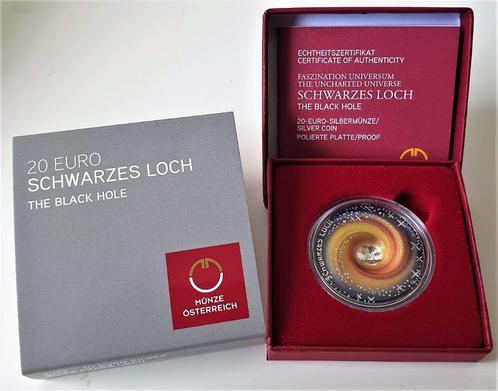 20 EURO
SCHWARZES LOCH
THE BLACK HOLE
MÜNZE
ÖSTERREICH
ECHTHEITSZERTIFIKAT
CERTIFICATE OF AUTHENTICITY
FASZINATION UNIVERSUM
THE UNCHARTED UNIVERSE
SCHWARZES LOCH
THE BLACK HOLE
20-EURO-SILBERMÜNZE/
SILVER COIN
POLIERTE PLATTE/PROOF
SCHWARZES LOCH